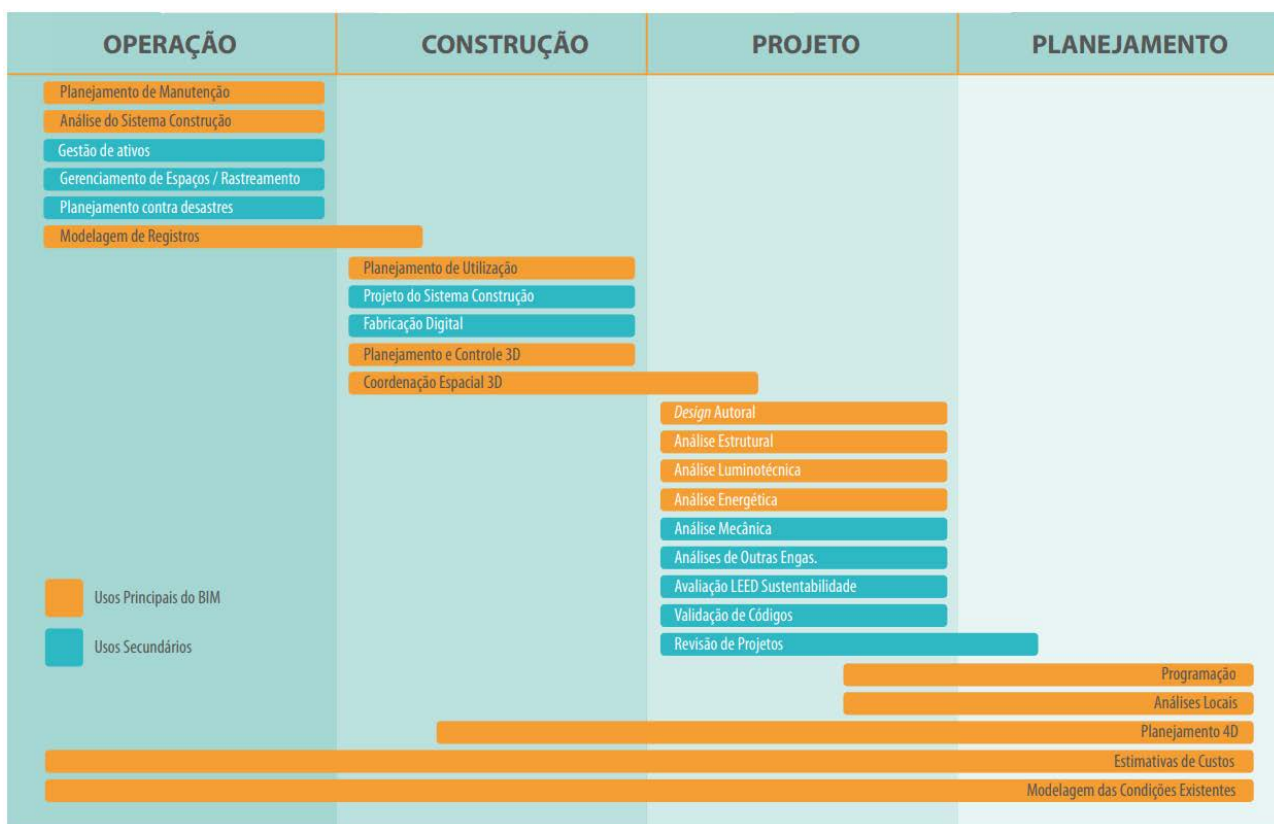 OPERAÇÃO
CONSTRUÇÃO
PROJETO
PLANEJAMENTO
Planejamento de Manutenção
Análise do Sistema Construção
Gestão de ativos
Gerenciamento de Espaços / Rastreamento
Planejamento contra desastres
Modelagem de Registros
Planejamento de Utilização
Projeto do Sistema Construção
Fabricação Digital
Planejamento e Controle 3D
Coordenação Espacial 3D
Design Autoral
Análise Estrutural
Análise Luminotécnica
Análise Energética
Análise Mecânica
Análises de Outras Engas.
Avaliação LEED Sustentabilidade
Validação de Códigos
Revisão de Projetos
Usos Principais do BIM
Usos Secundários
Programação
Análises Locais
Planejamento 4D
Estimativas de Custos
Modelagem das Condições Existentes